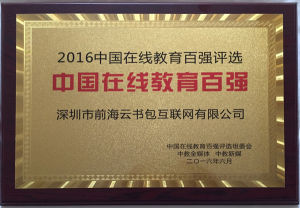 2016中国在线教育百强评选
中国在线教育百强
深圳市前海云书包互联网有限公司
中国在线教育百强评选组委会
中教全媒体 中教新媒
二〇一六年六月